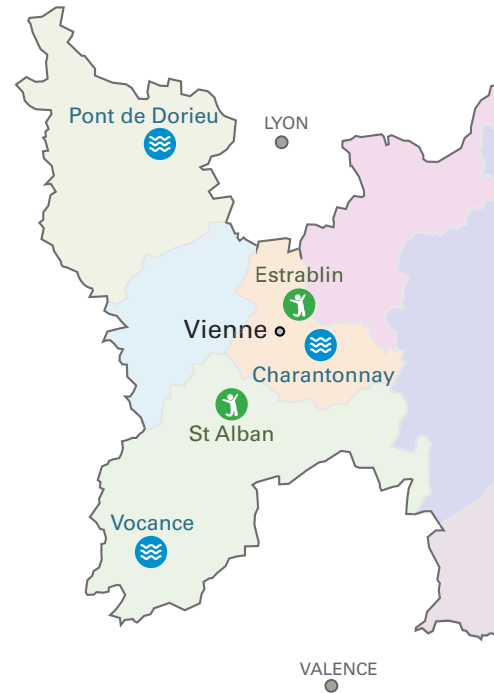 Pont de Dorieu
LYON
Estrablin
Vienne
Charantonnay
St Alban
Vocance
VALENCE